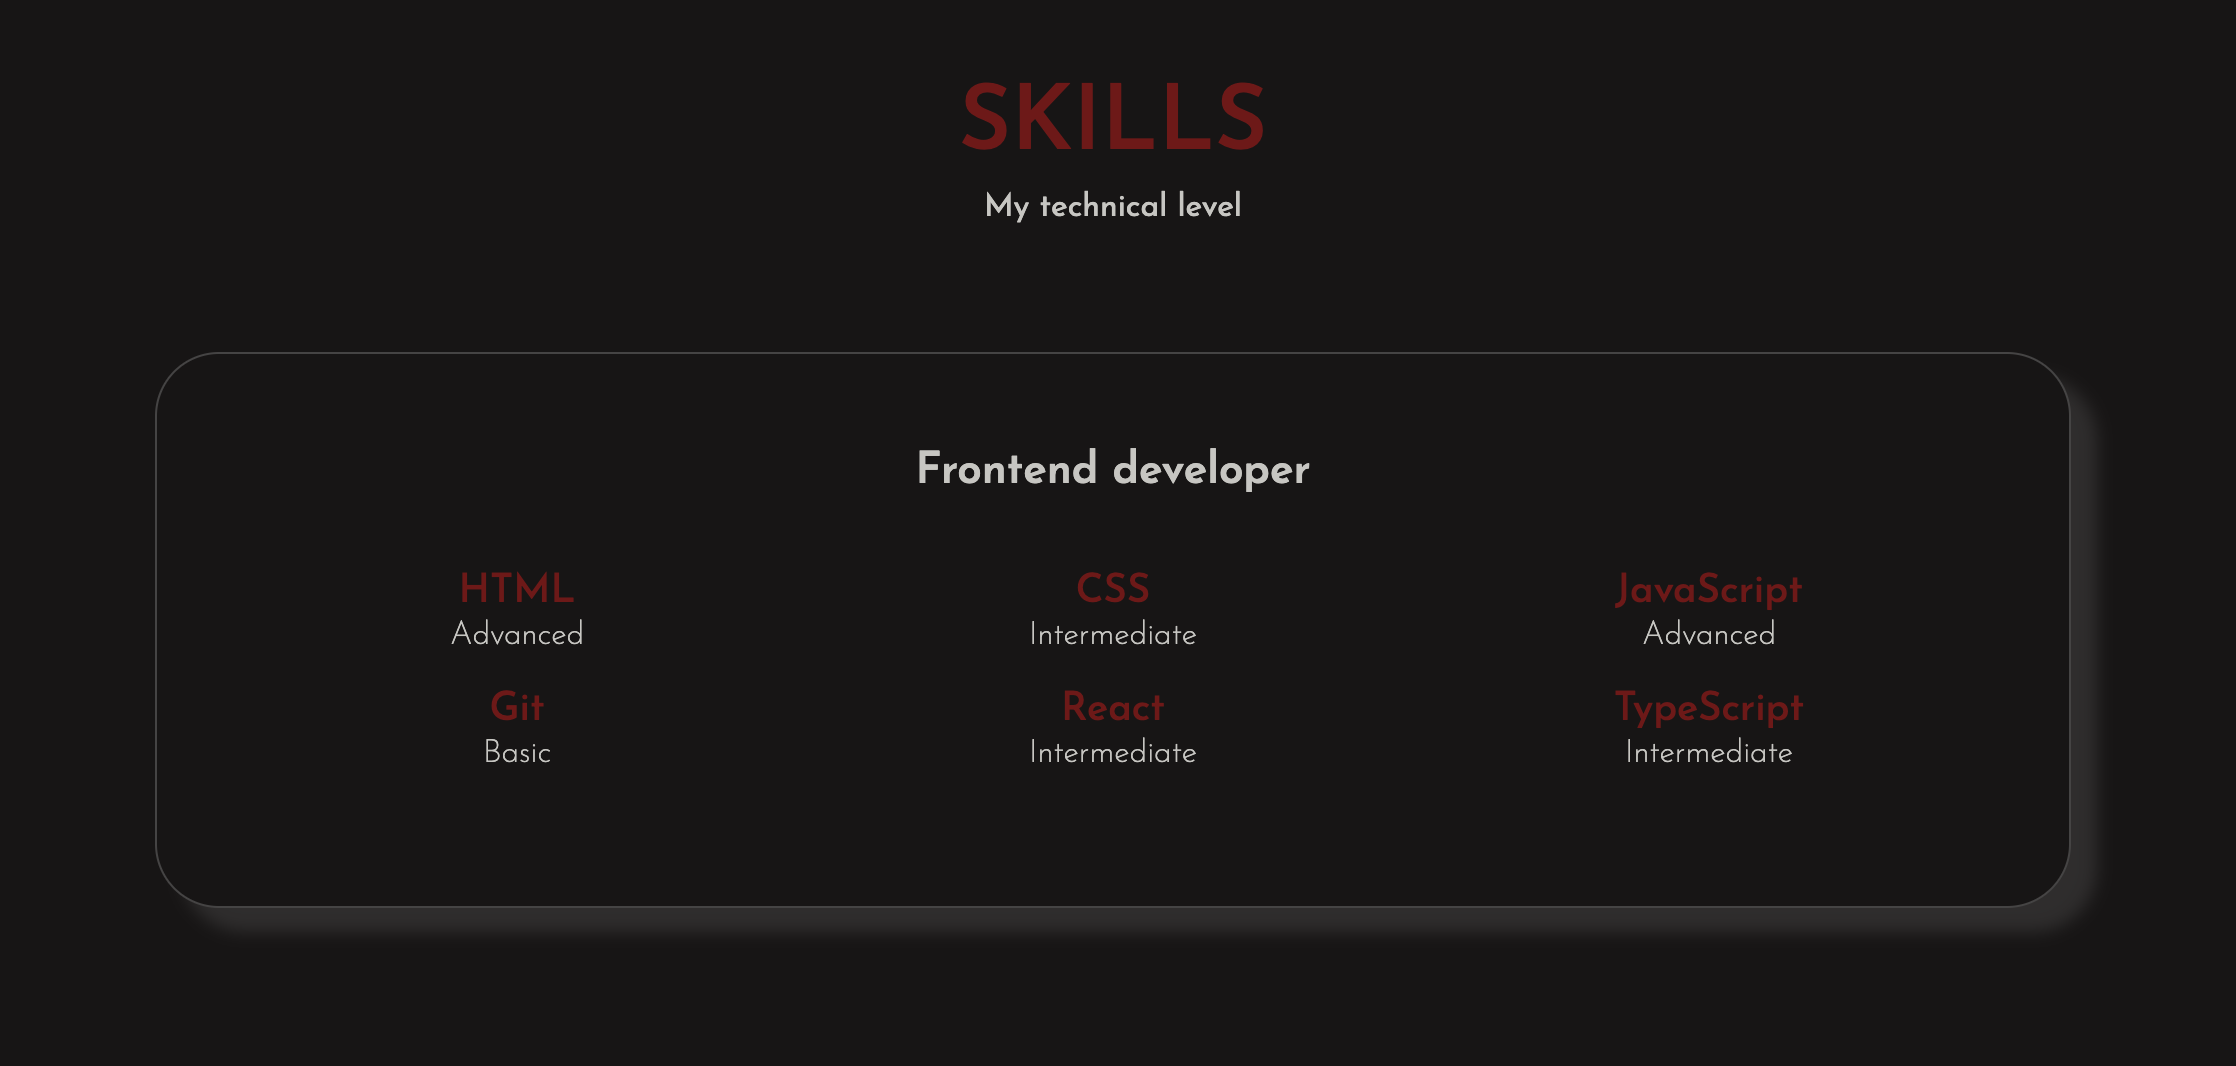 SKILLS
My technical level
Frontend developer
HTML
Advanced
CSS
Intermediate
JavaScript
Advanced
Git
Basic
React
Intermediate
TypeScript
Intermediate